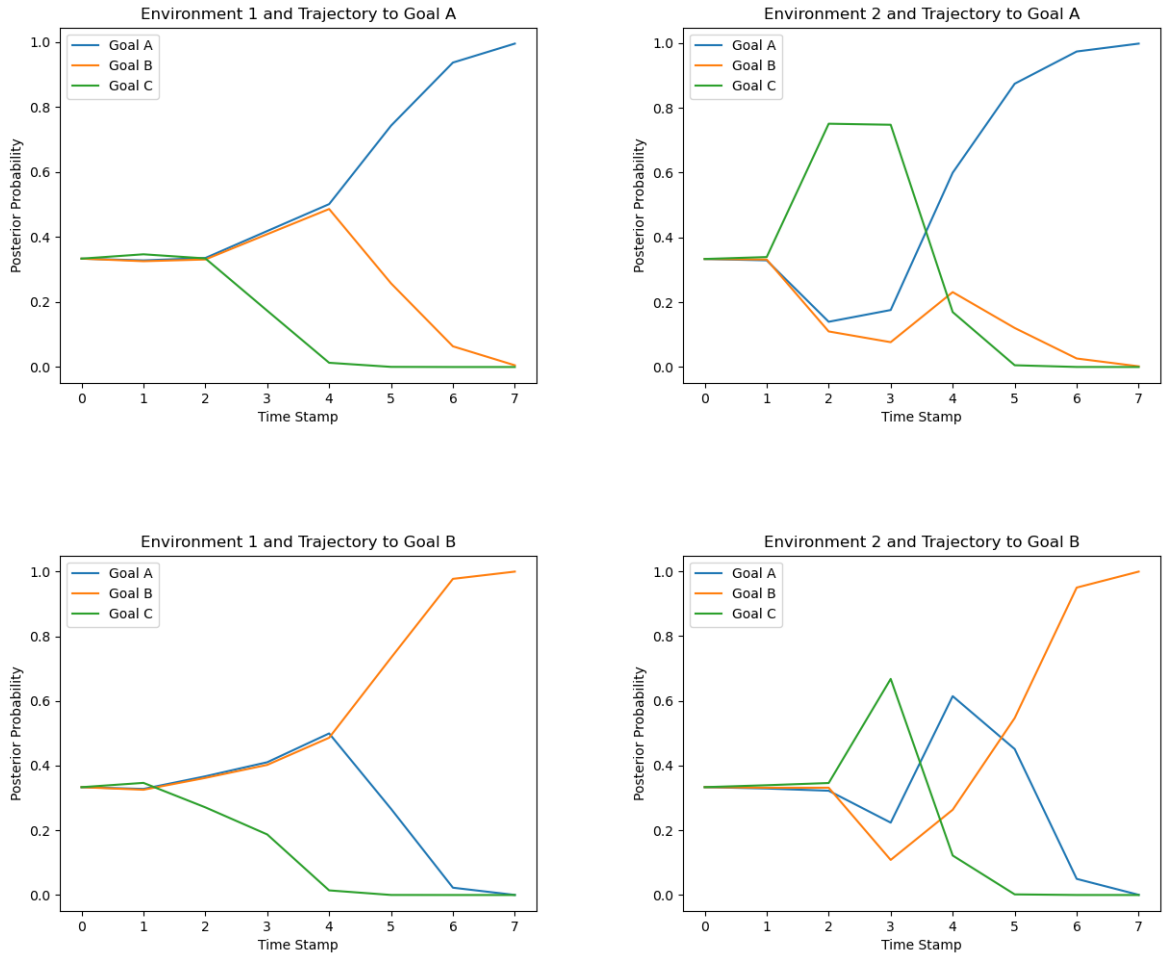 Environment 1 and Trajectory to Goal A
1.0
0.8
0.6
0.4
0.2
0.0
Posterior Probability
Goal A
Goal B
Goal C
0 1 2 3 4 5 6 7
Time Stamp
Environment 2 and Trajectory to Goal A
1.0
0.8
0.6
0.4
0.2
0.0
Posterior Probability
Goal A
Goal B
Goal C
0 1 2 3 4 5 6 7
Time Stamp
Environment 1 and Trajectory to Goal B
1.0
0.8
0.6
0.4
0.2
0.0
Posterior Probability
Goal A
Goal B
Goal C
0 1 2 3 4 5 6 7
Time Stamp
Environment 2 and Trajectory to Goal B
1.0
0.8
0.6
0.4
0.2
0.0
Posterior Probability
Goal A
Goal B
Goal C
0 1 2 3 4 5 6 7
Time Stamp